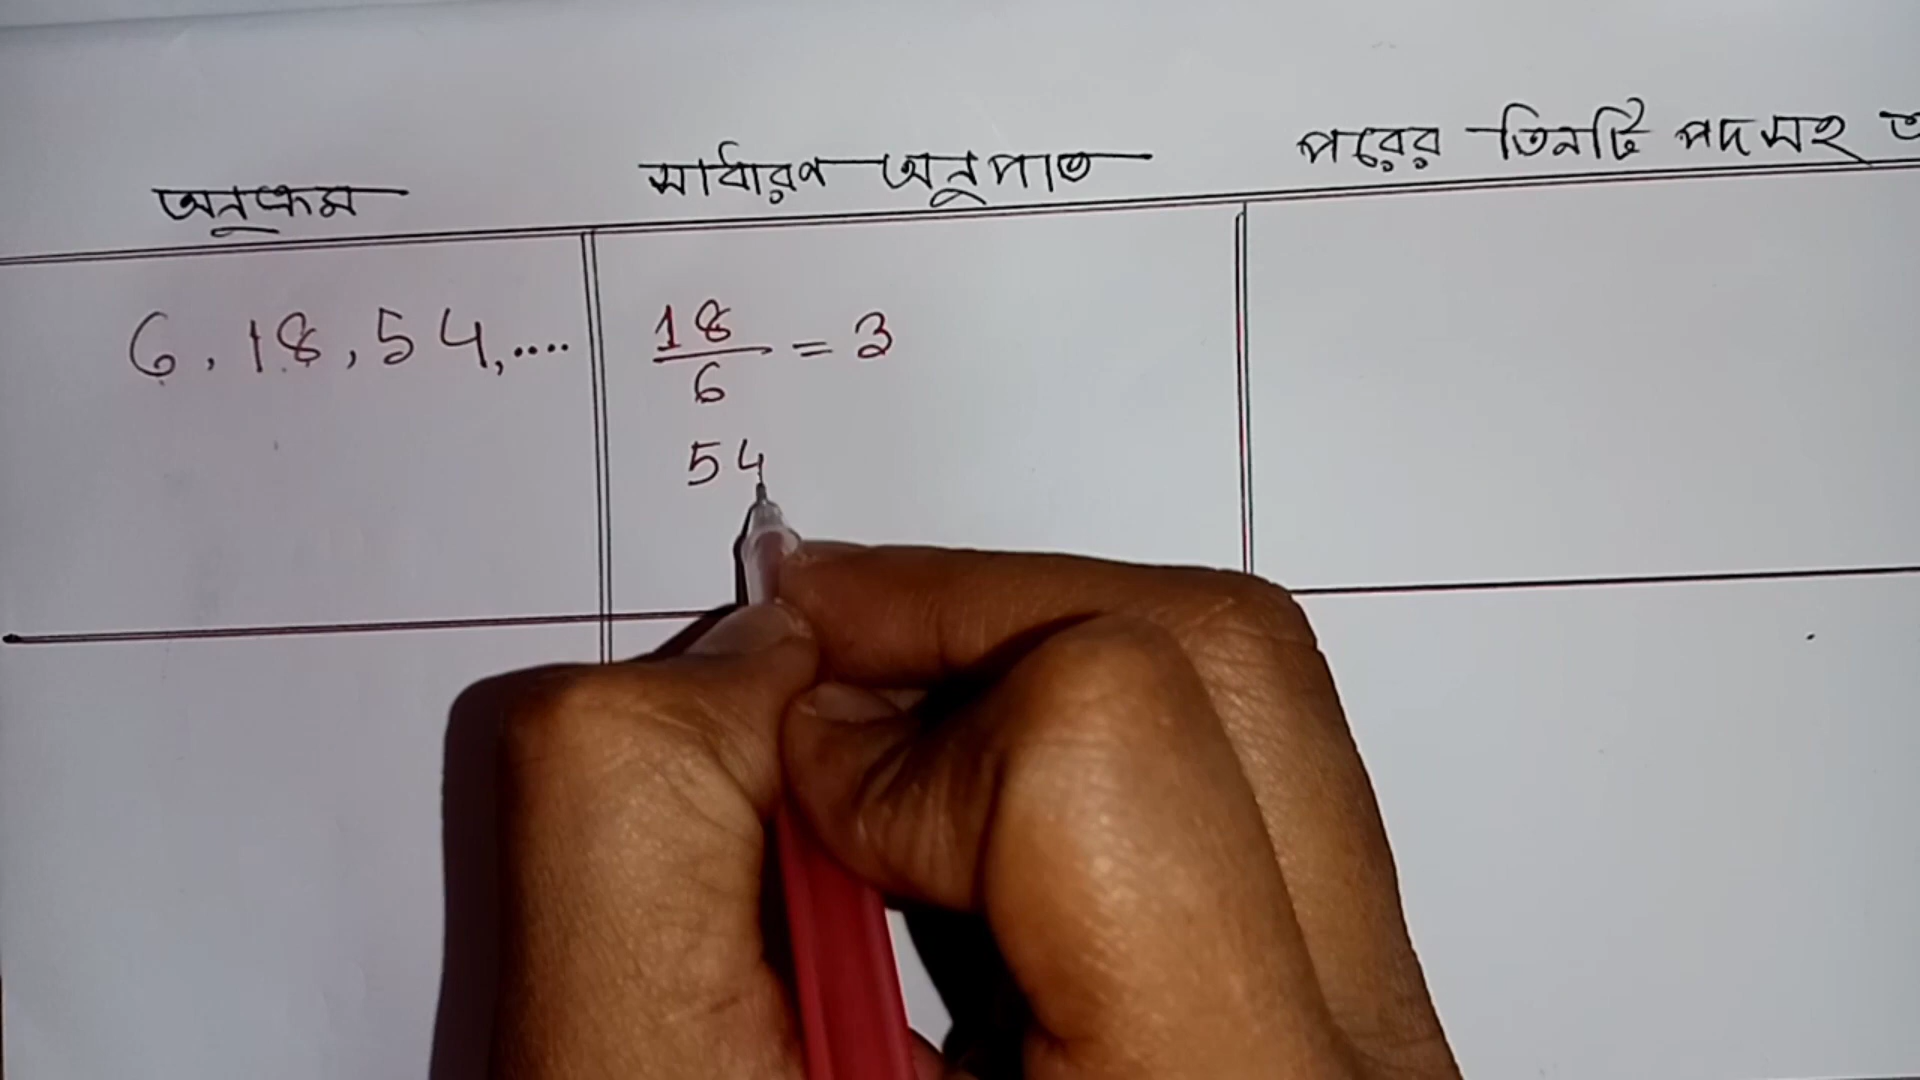 অনুক্রম সাধারণ অনুপাত পরের তিনটি পদসহ
6, 18, 54, .... 18/6 = 3
54